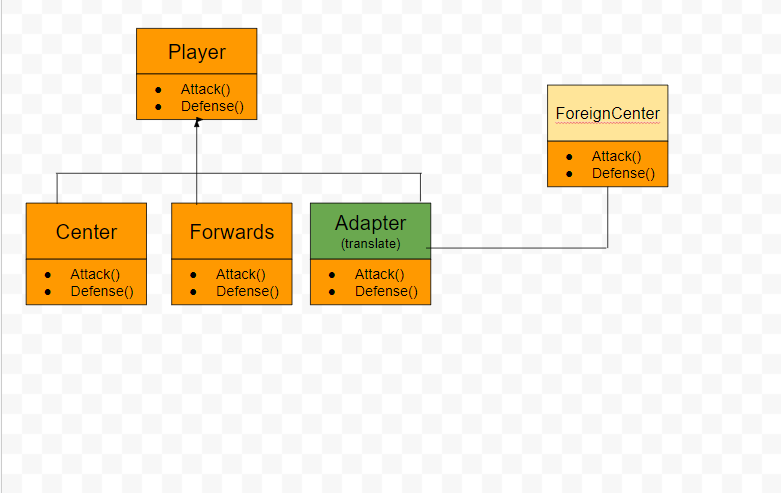 Player
● Attack()
● Defense()
ForeignCenter
● Attack()
● Defense()
Center
● Attack()
● Defense()
Forwards
● Attack()
● Defense()
Adapter
(translate)
● Attack()
● Defense()